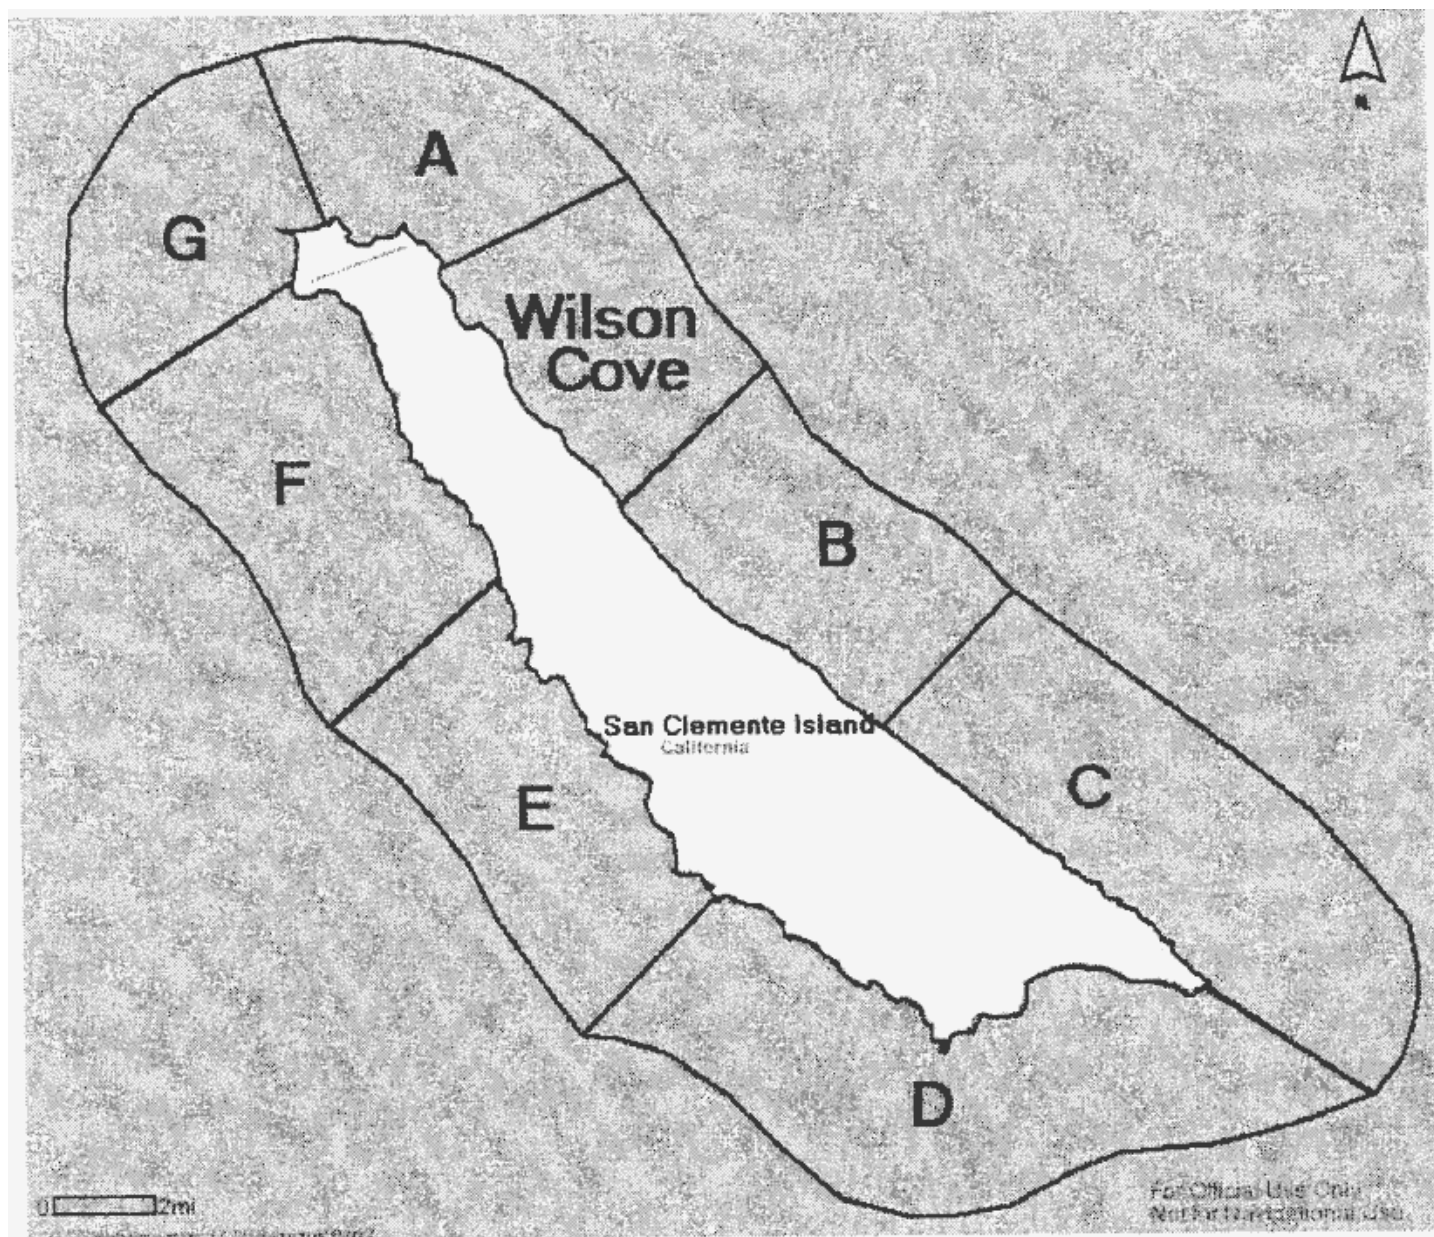 N
A
G
Wilson
Cove
F
B
San Clemente Island
California
C
E
D
For Official Use Only
0 2mi
Not for Navigational Use